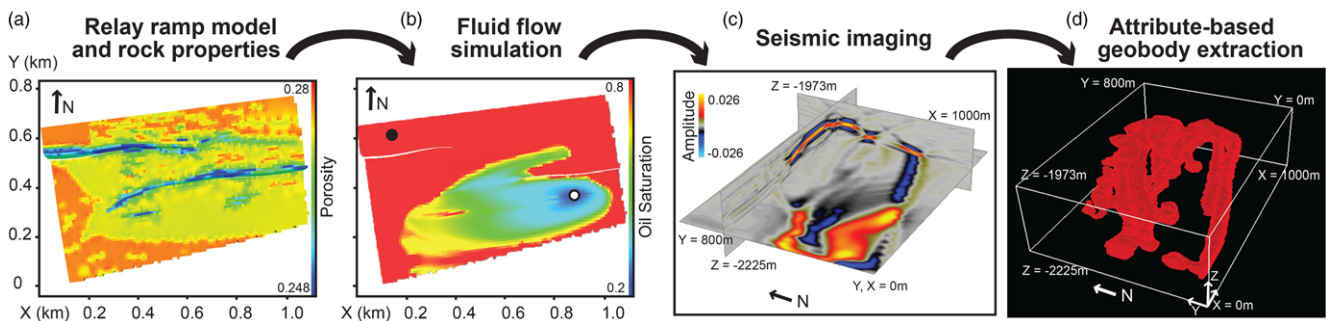 (a)
Relay ramp model
and rock properties
Y (km)
0.8
0.6
0.4
0.2
0
N
0.28
Porosity
0.248
X (km) 0.2 0.4 0.6 0.8 1.0
(b)
Fluid flow
simulation
N
0.8
Oil Saturation
0.2
X (km) 0.2 0.4 0.6 0.8 1.0
(c)
Seismic imaging
Z = -1973m
Amplitude
0.026
-0.026
X = 1000m
Y = 800m
Z = -2225m
Y, X = 0m
N
(d)
Attribute-based
geobody extraction
Y = 800m
Y = 0m
Z = -1973m
X = 1000m
Z = -2225m
N
Z
Y
X = 0m